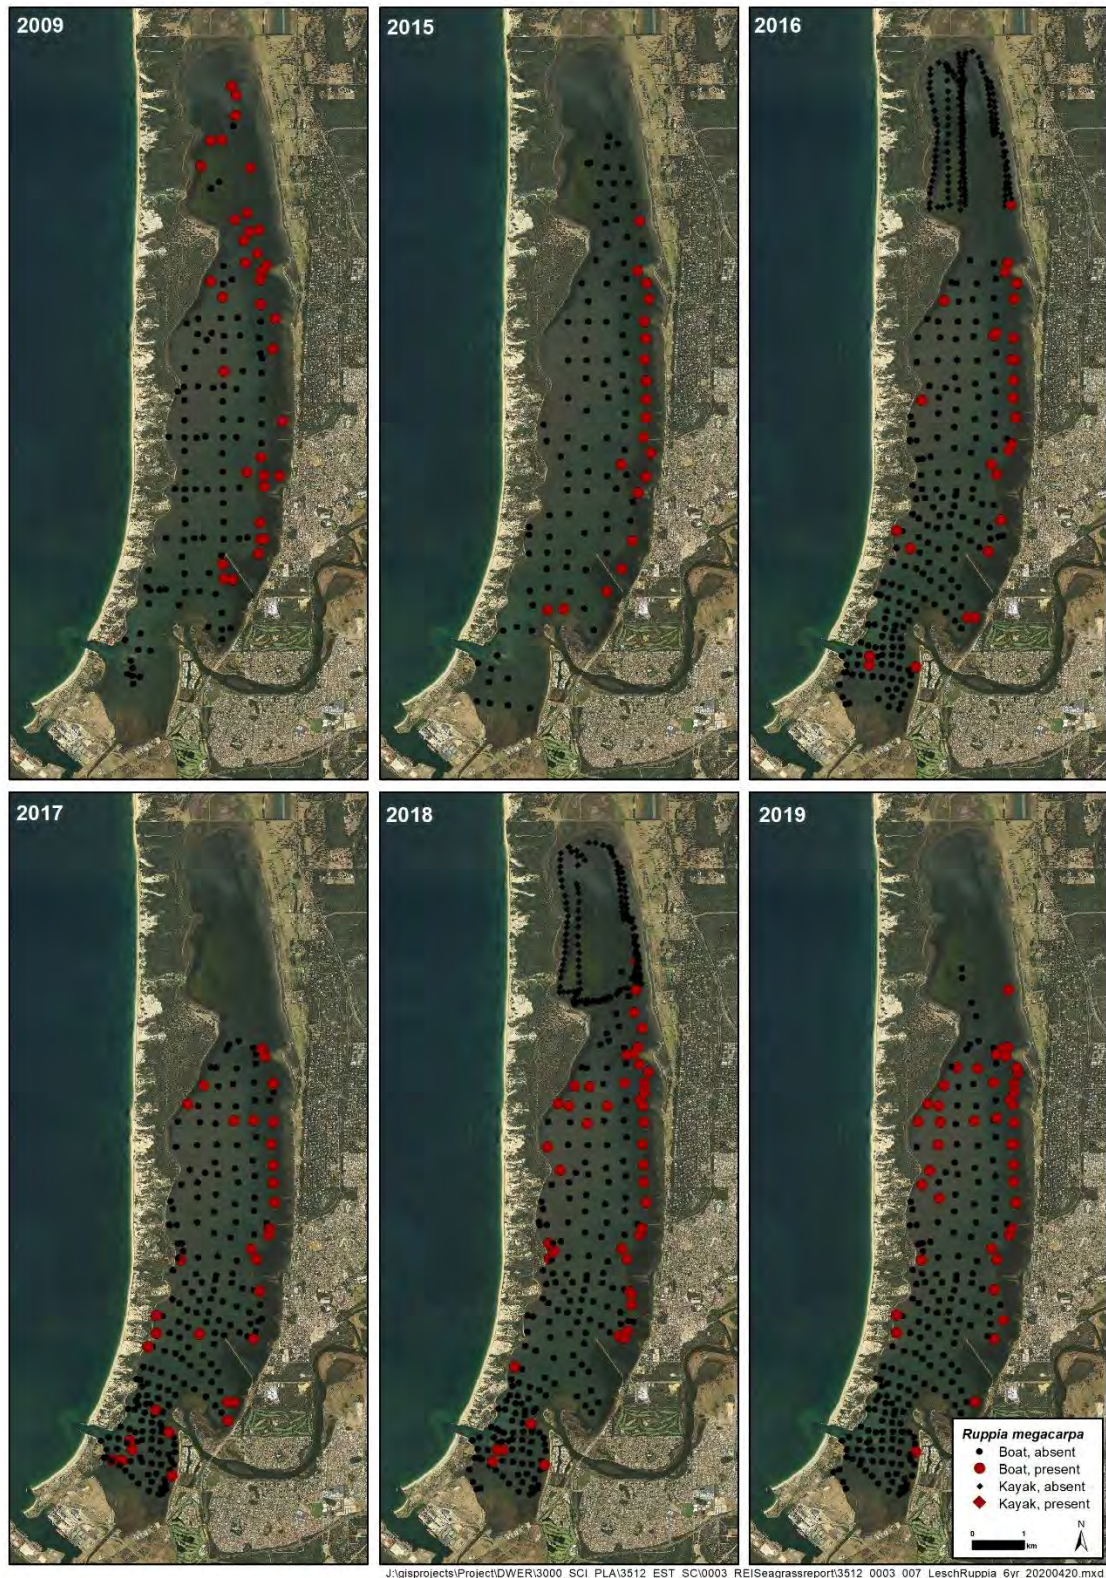 2009
2015
2016
2017
2018
2019
Ruppia megacarpa
Boat, absent
Boat, present
Kayak, absent
Kayak, present
N
0 1
km
J:\gisprojects\Project\DWER\3000_SCI_PLA\3512_EST_SC\0003_REISeagrassreport\3512_0003_007_LeschRuppia_6yr_20200420.mxd